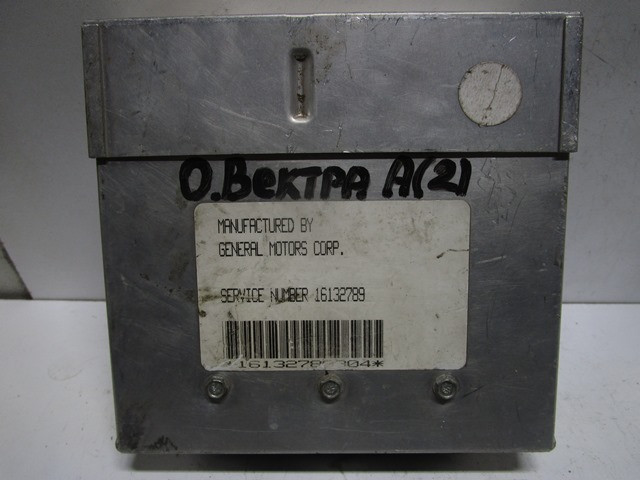 О.Вектра А(2)
MANUFACTURED BY
GENERAL MOTORS CORP.
SERVICE NUMBER 16132789